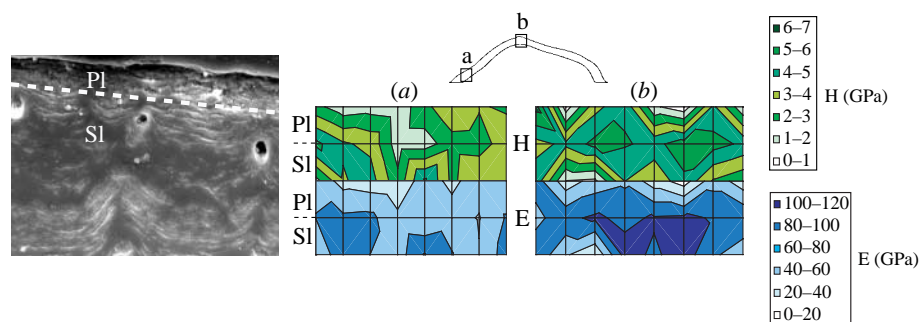 Pl
Sl
a
b
(a)
(b)
Pl
Sl
H
Pl
Sl
E
6–7
5–6
4–5
3–4
2–3
1–2
0–1
H (GPa)
100–120
80–100
60–80
40–60
20–40
0–20
E (GPa)